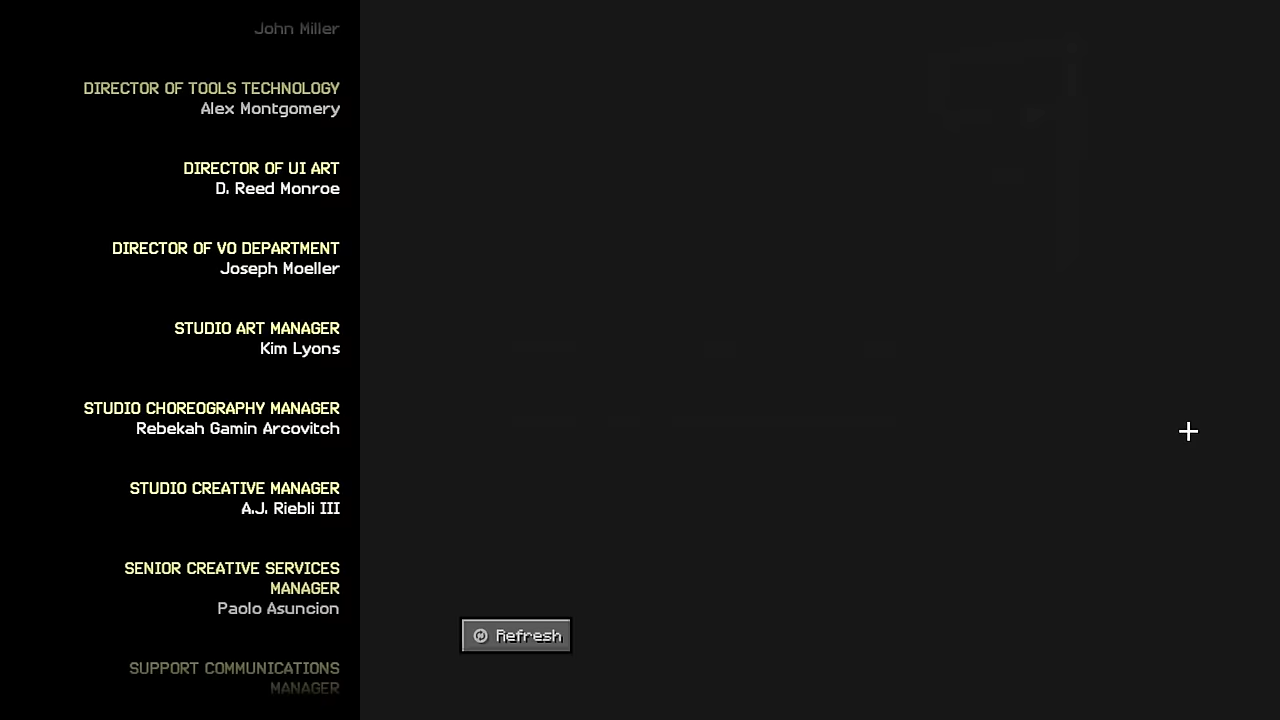 John Miller
DIRECTOR OF TOOLS TECHNOLOGY
Alex Montgomery
DIRECTOR OF UI ART
D. Reed Monroe
DIRECTOR OF VO DEPARTMENT
Joseph Moeller
STUDIO ART MANAGER
Kim Lyons
STUDIO CHOREOGRAPHY MANAGER
Rebekah Gamin Arcovitch
STUDIO CREATIVE MANAGER
A.J. Riebli III
SENIOR CREATIVE SERVICES
MANAGER
Paolo Asuncion
Refresh
SUPPORT COMMUNICATIONS
MANAGER